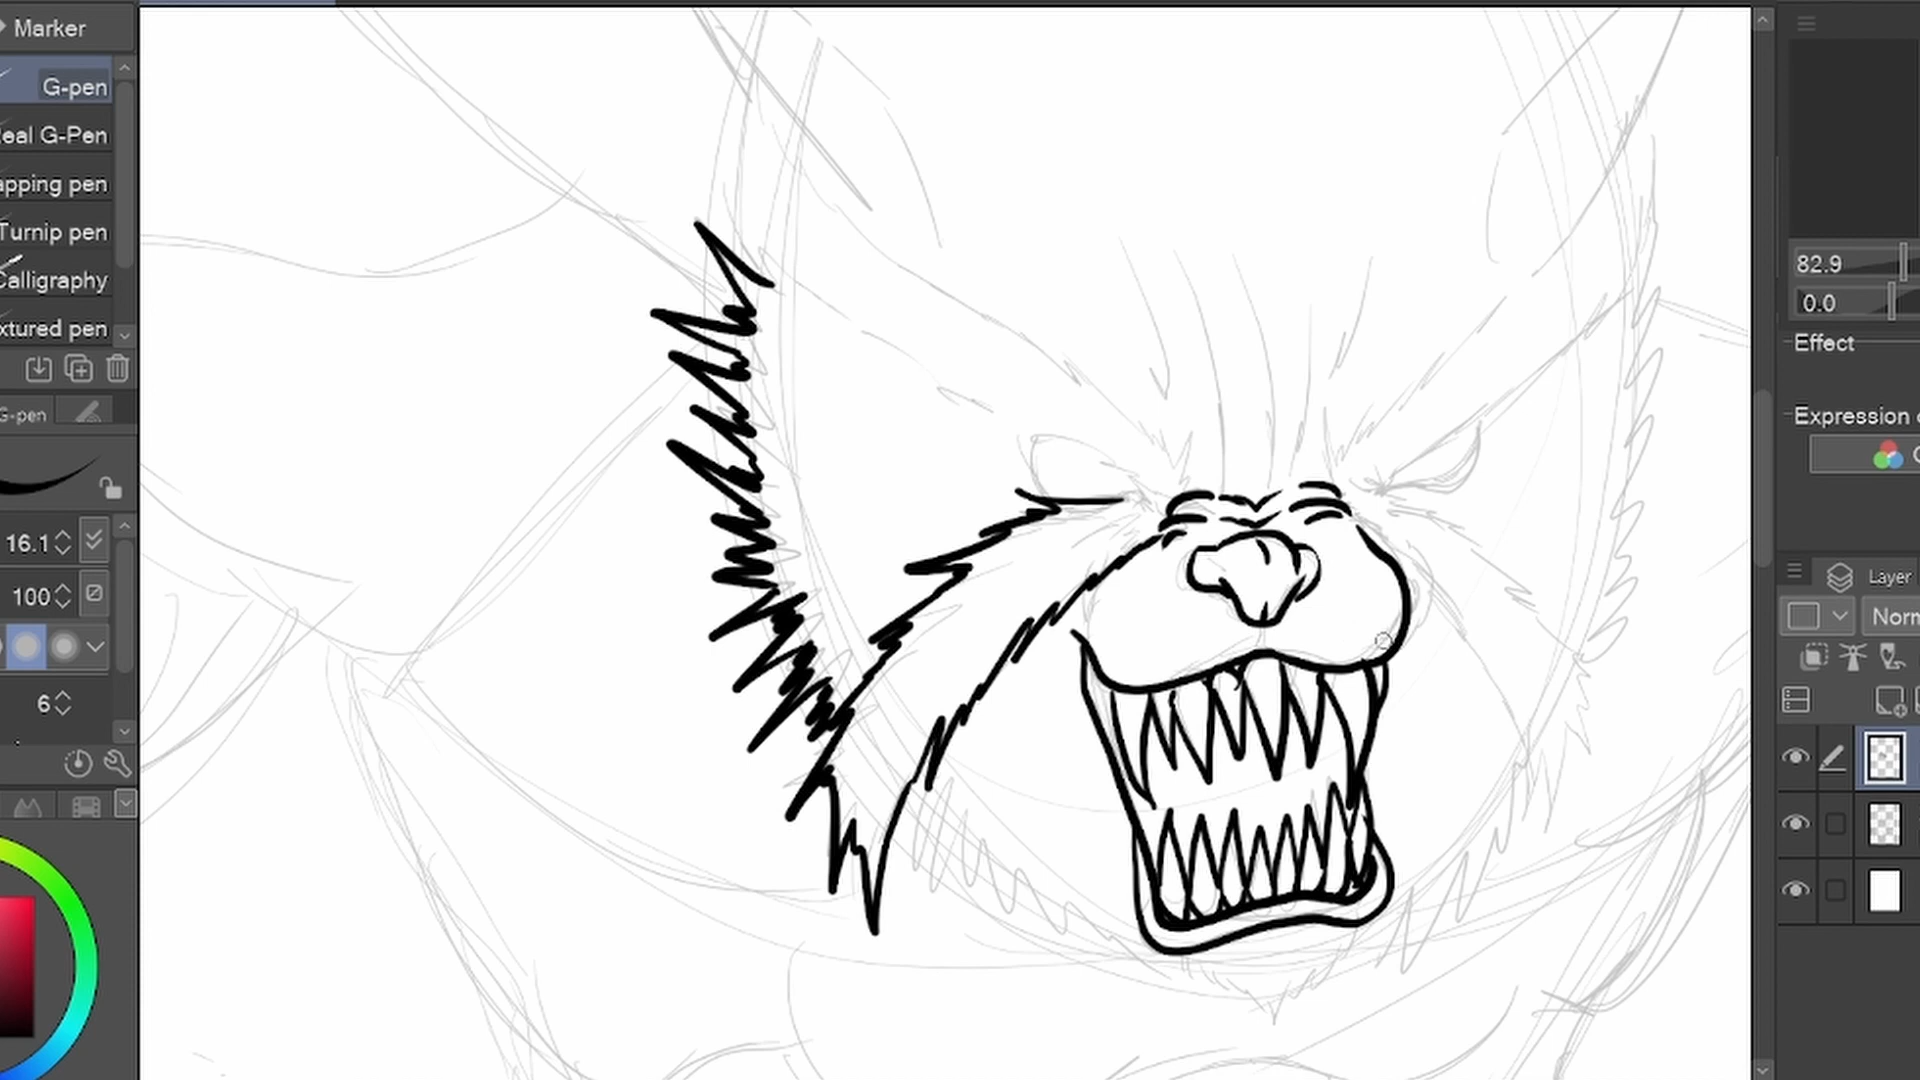 Marker
G-pen
eal G-Pen
apping pen
Turnip pen
Calligraphy
xtured pen
G-pen
16.1
100
6
82.9
0.0
Effect
Expression
Layer
Norm